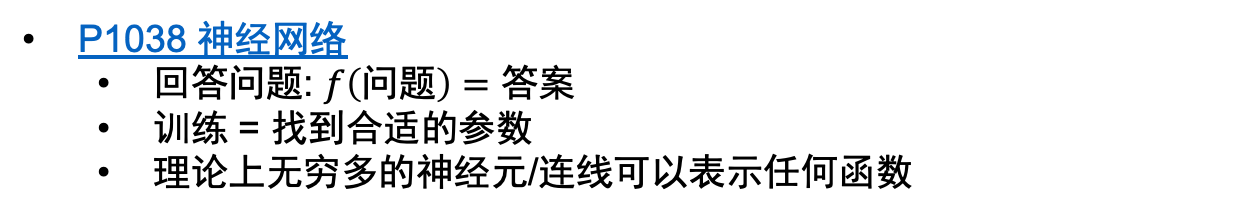 • P1038 神经网络
• 回答问题: 𝑓(问题) = 答案
• 训练 = 找到合适的参数
• 理论上无穷多的神经元/连线可以表示任何函数